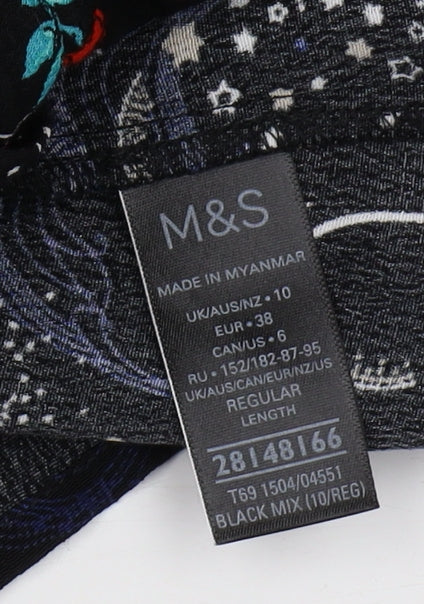 M&S
MADE IN MYANMAR
UK/AUS/NZ • 10
EUR • 38
CAN/US • 6
RU • 152/182-87-95
UK/AUS/CAN/EUR/NZ/US
REGULAR
LENGTH
28148166
T69 1504/04551
BLACK MIX (10/REG)